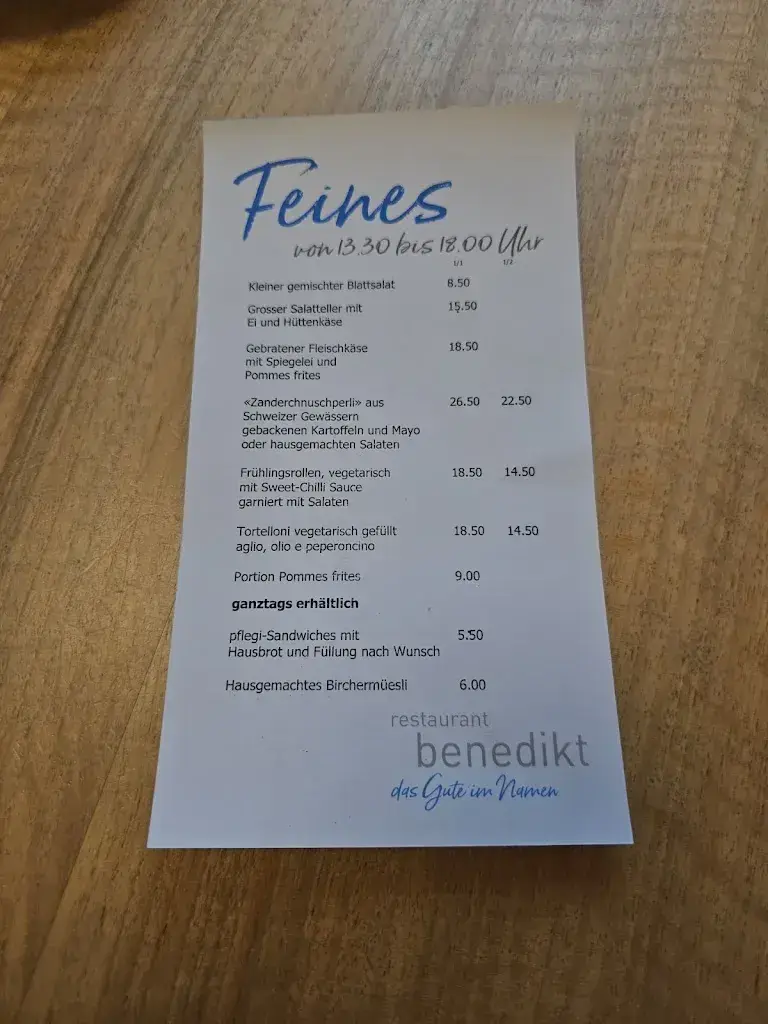 Feines
von 13.30 bis 18.00 Uhr
1/1 1/2
Kleiner gemischter Blattsalat 8.50
Grosser Salatteller mit 15.50
Ei und Hüttenkäse
Gebratener Fleischkäse 18.50
mit Spiegelei und
Pommes frites
«Zanderchnuschperli» aus 26.50 22.50
Schweizer Gewässern
gebackenen Kartoffeln und Mayo
oder hausgemachten Salaten
Frühlingsrollen, vegetarisch 18.50 14.50
mit Sweet-Chilli Sauce
garniert mit Salaten
Tortelloni vegetarisch gefüllt 18.50 14.50
aglio, olio e peperoncino
Portion Pommes frites 9.00
ganztags erhältlich
pflegi-Sandwiches mit 5.50
Hausbrot und Füllung nach Wunsch
Hausgemachtes Birchermüesli 6.00
restaurant
benedikt
das Gute im Namen